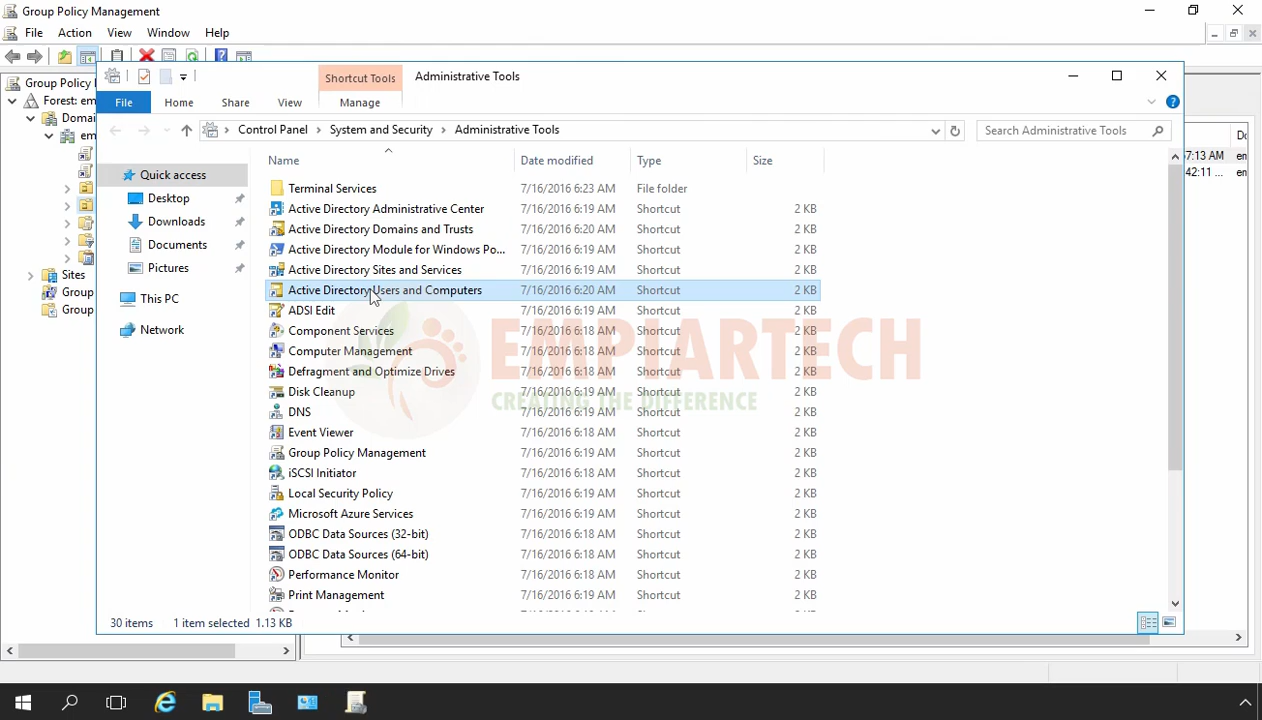 Group Policy Management
File Action View Window Help
Shortcut Tools Administrative Tools
File Home Share View Manage
Control Panel System and Security Administrative Tools
Search Administrative Tools
Name Date modified Type Size
Terminal Services 7/16/2016 6:23 AM File folder
Active Directory Administrative Center 7/16/2016 6:19 AM Shortcut 2 KB
Active Directory Domains and Trusts 7/16/2016 6:20 AM Shortcut 2 KB
Active Directory Module for Windows Po... 7/16/2016 6:19 AM Shortcut 2 KB
Active Directory Sites and Services 7/16/2016 6:19 AM Shortcut 2 KB
Active Directory Users and Computers 7/16/2016 6:20 AM Shortcut 2 KB
ADSI Edit 7/16/2016 6:19 AM Shortcut 2 KB
Component Services 7/16/2016 6:18 AM Shortcut 2 KB
Computer Management 7/16/2016 6:18 AM Shortcut 2 KB
Defragment and Optimize Drives 7/16/2016 6:18 AM Shortcut 2 KB
Disk Cleanup 7/16/2016 6:19 AM Shortcut 2 KB
DNS 7/16/2016 6:19 AM Shortcut 2 KB
Event Viewer 7/16/2016 6:18 AM Shortcut 2 KB
Group Policy Management 7/16/2016 6:19 AM Shortcut 2 KB
iSCSI Initiator 7/16/2016 6:18 AM Shortcut 2 KB
Local Security Policy 7/16/2016 6:19 AM Shortcut 2 KB
Microsoft Azure Services 7/16/2016 6:19 AM Shortcut 2 KB
ODBC Data Sources (32-bit) 7/16/2016 6:18 AM Shortcut 2 KB
ODBC Data Sources (64-bit) 7/16/2016 6:18 AM Shortcut 2 KB
Performance Monitor 7/16/2016 6:18 AM Shortcut 2 KB
Print Management 7/16/2016 6:19 AM Shortcut 2 KB
30 items 1 item selected 1.13 KB
Quick access
Desktop
Downloads
Documents
Pictures
This PC
Network
Group Policy M
Forest: em
Domai
em
Sites
Group
Group
Do
7:13 AM en
42:11 ... en
EMPIARTECH
CREATING THE DIFFERENCE